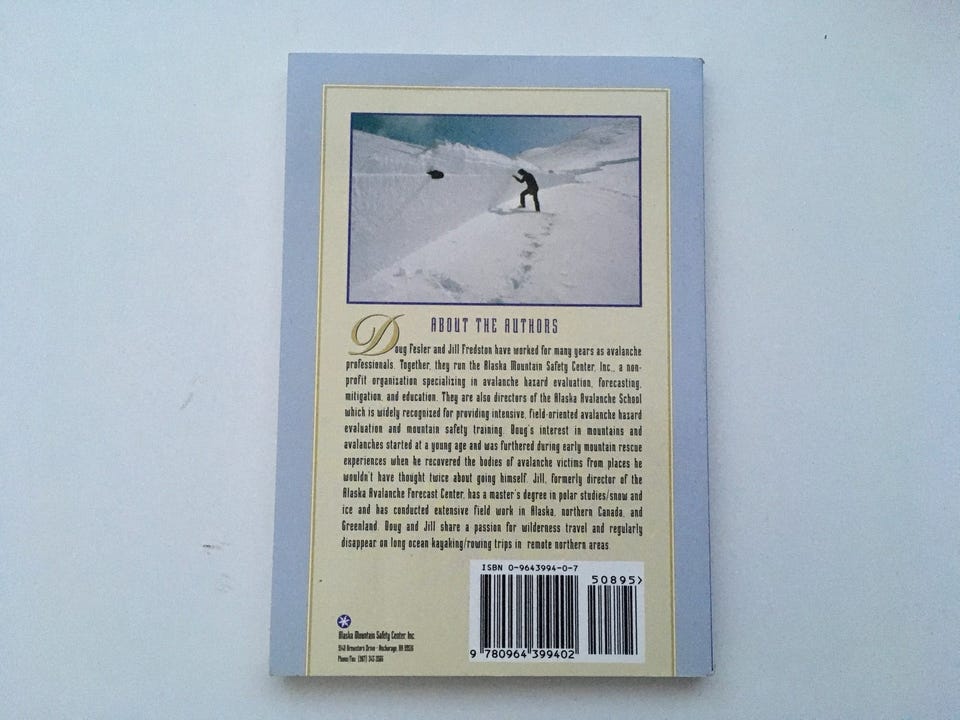 ABOUT THE AUTHORS
Doug Fesler and Jill Fredston have worked for many years as avalanche
professionals. Together, they run the Alaska Mountain Safety Center, Inc., a non-
profit organization specializing in avalanche hazard evaluation, forecasting,
mitigation, and education. They are also directors of the Alaska Avalanche School
which is widely recognized for providing intensive, field-oriented avalanche hazard
evaluation and mountain safety training. Doug's interest in mountains and
avalanches started at a young age and was furthered during early mountain rescue
experiences when he recovered the bodies of avalanche victims from places he
wouldn't have thought twice about going himself. Jill, formerly director of the
Alaska Avalanche Forecast Center, has a master's degree in polar studies/snow and
ice and has conducted extensive field work in Alaska, northern Canada, and
Greenland. Doug and Jill share a passion for wilderness travel and regularly
disappear on long ocean kayaking/rowing trips in remote northern areas.
ISBN 0-9643994-0-7
50895>
9 780964 399402
Alaska Mountain Safety Center Inc.
Drive - Anchorage, AK
Phone/Fax: (907)